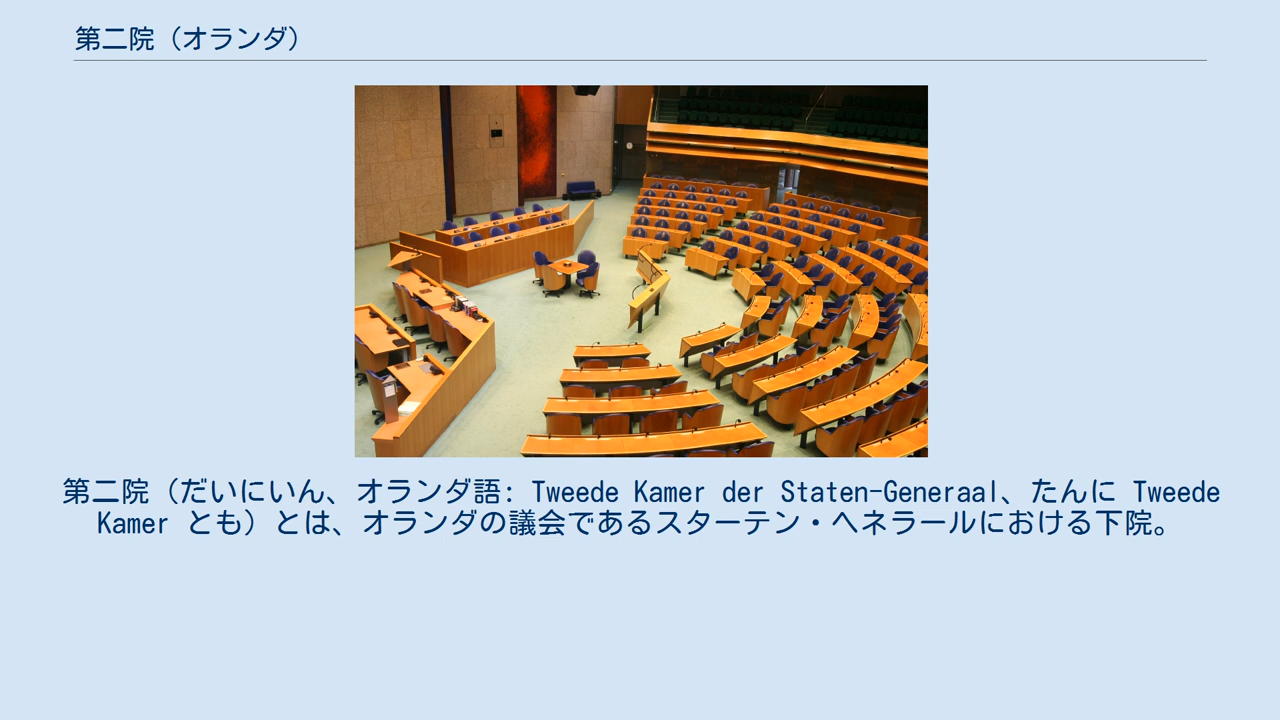 第二院（オランダ）
第二院（だいにいん、オランダ語: Tweede Kamer der Staten-Generaal、たんに Tweede
Kamer とも）とは、オランダの議会であるスターテン・ヘネラールにおける下院。